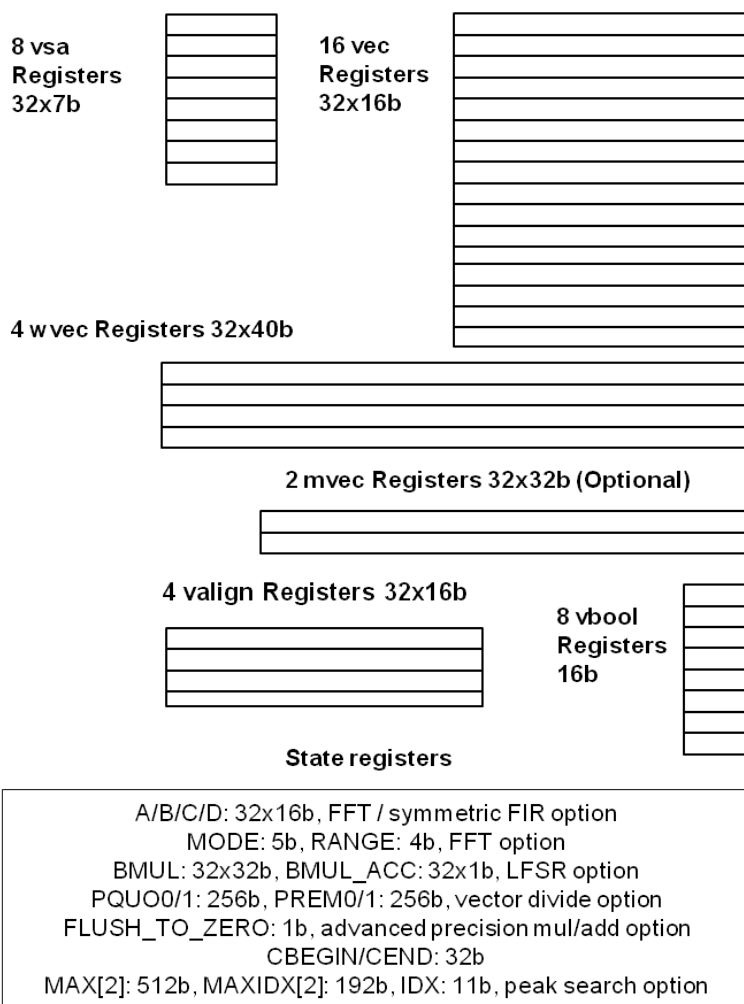 8 vsa
Registers
32x7b
16 vec
Registers
32x16b
4 wvec Registers 32x40b
2 mvec Registers 32x32b (Optional)
4 valign Registers 32x16b
8 vbool
Registers
16b
State registers
A/B/C/D: 32x16b, FFT / symmetric FIR option
MODE: 5b, RANGE: 4b, FFT option
BMUL: 32x32b, BMUL_ACC: 32x1b, LFSR option
PQUO0/1: 256b, PREM0/1: 256b, vector divide option
FLUSH_TO_ZERO: 1b, advanced precision mul/add option
CBEGIN/CEND: 32b
MAX[2]: 512b, MAXIDX[2]: 192b, IDX: 11b, peak search option